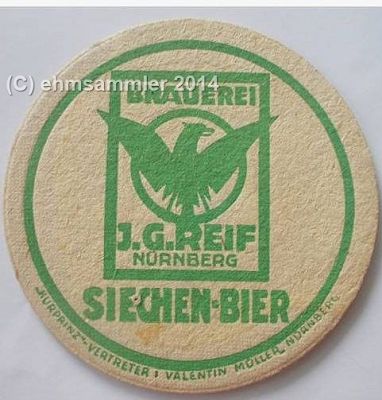 (C) ehmsammler 2014
BRAUEREI
J.G.REIF
NÜRNBERG
SIECHEN-BIER
"KURPRINZ"-VERTRETER: VALENTIN MÜLLER, NÜRNBERG